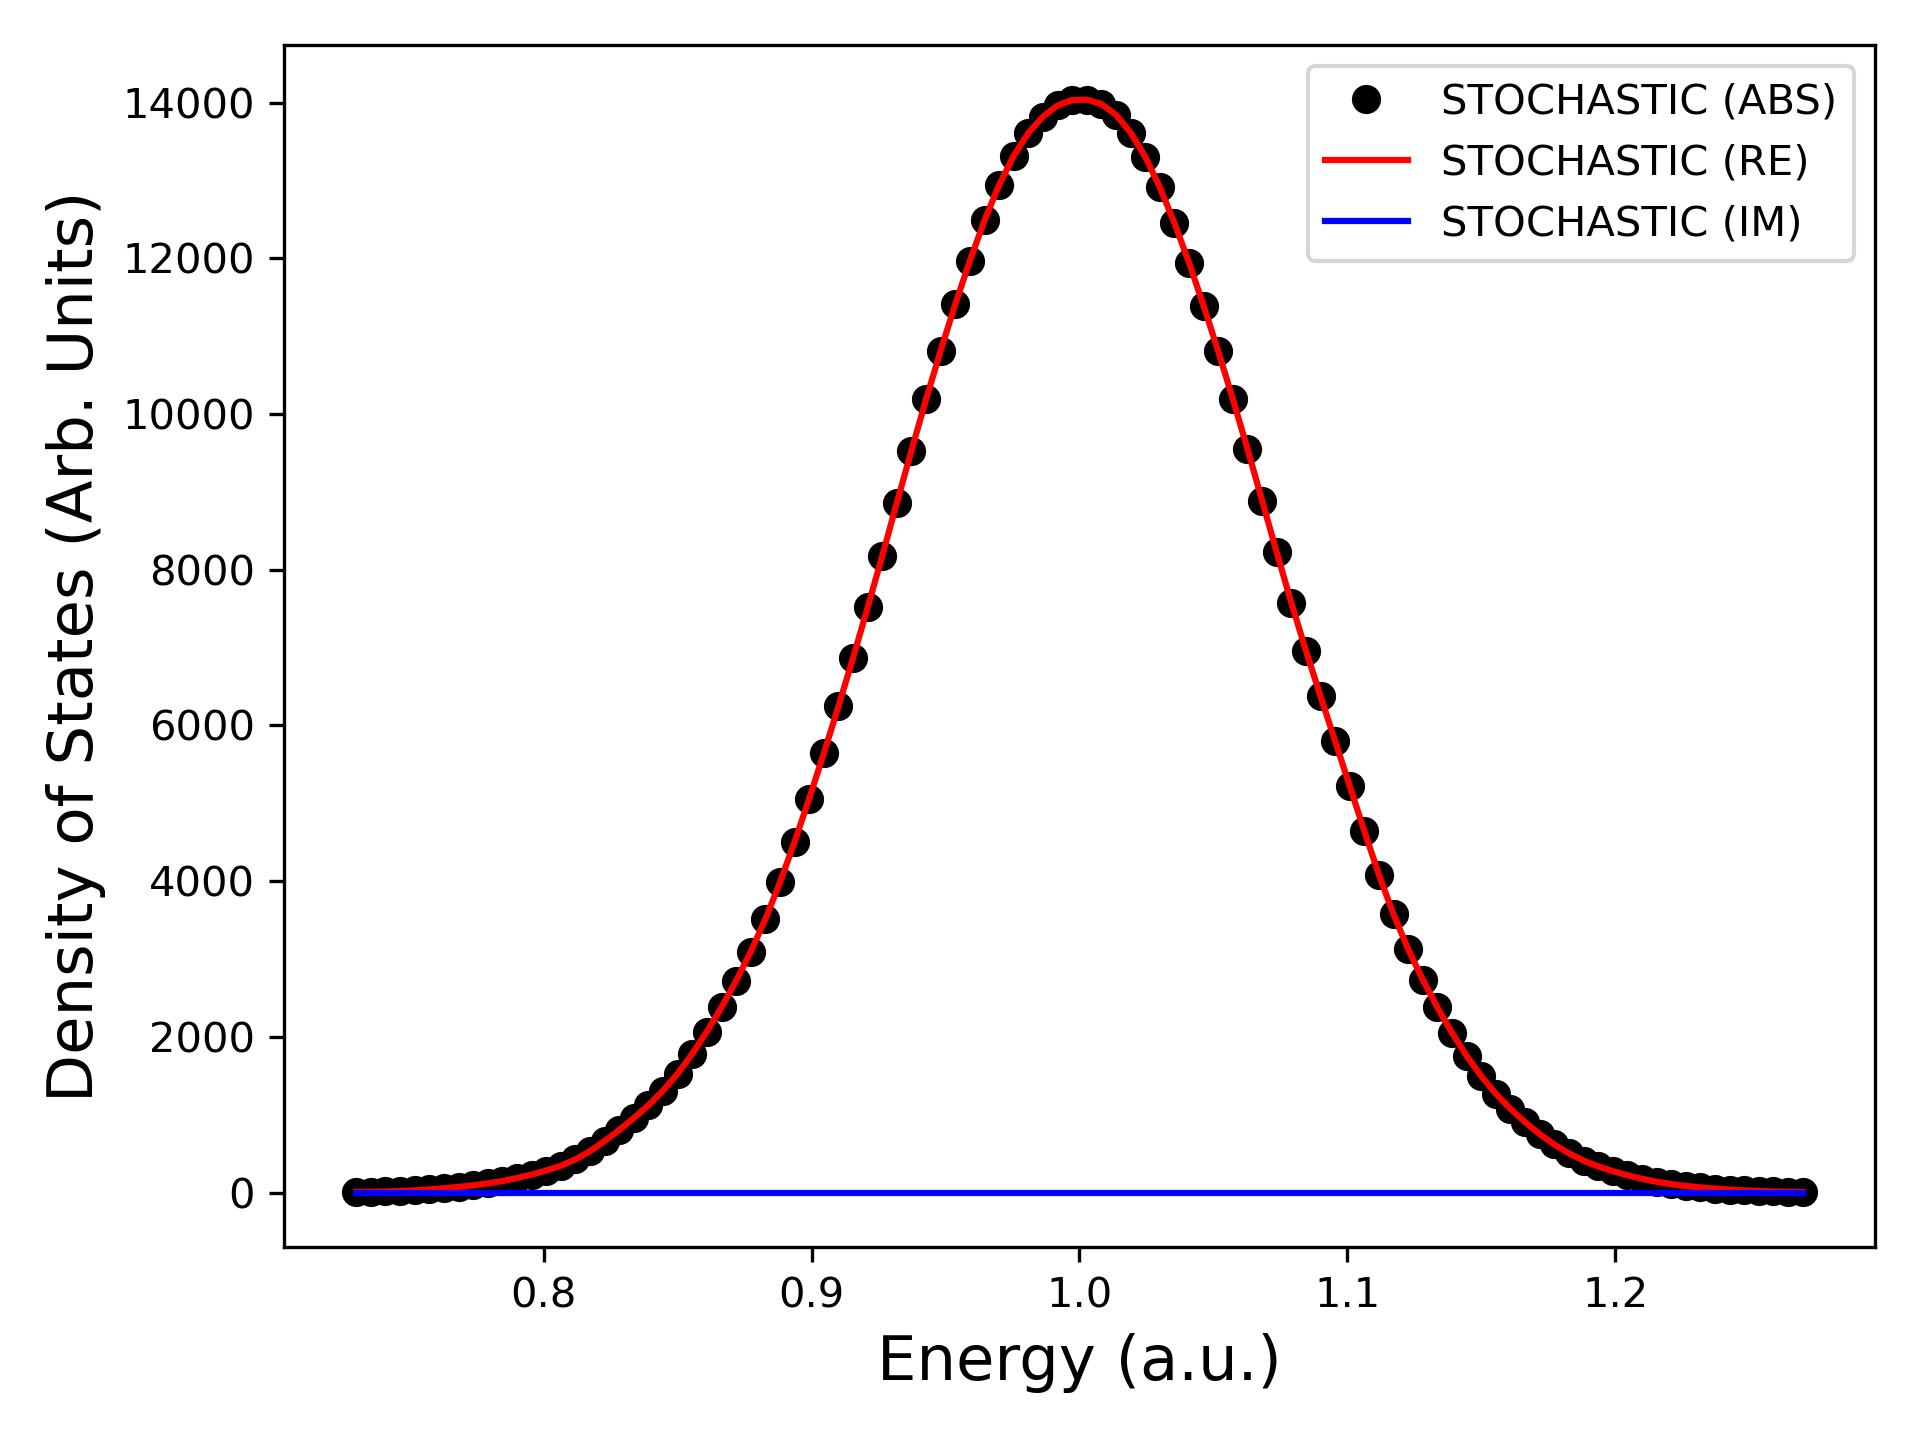 14000
12000
10000
8000
6000
4000
2000
0
Density of States (Arb. Units)
STOCHASTIC (ABS)
STOCHASTIC (RE)
STOCHASTIC (IM)
0.8 0.9 1.0 1.1 1.2
Energy (a.u.)